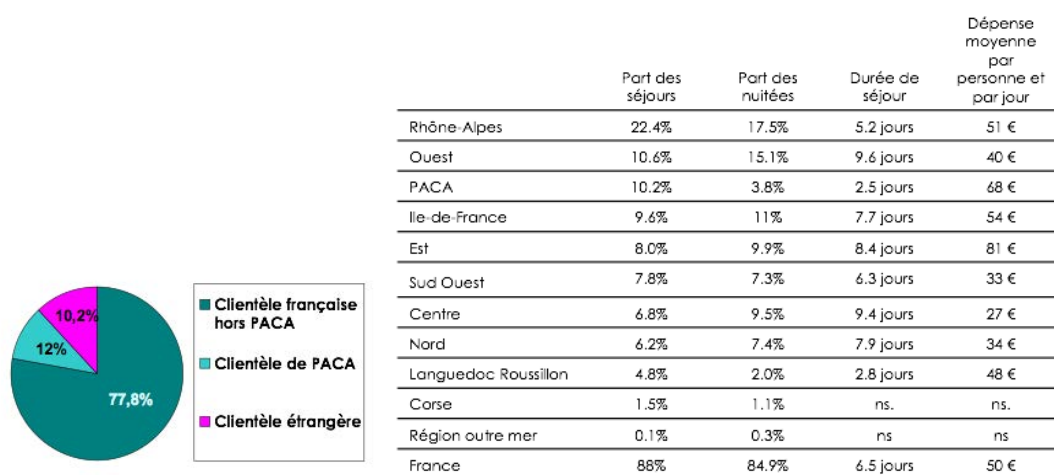 Dépense
moyenne
par
personne et
par jour
Part des
séjours
Part des
nuitées
Durée de
séjour
Rhône-Alpes 22.4% 17.5% 5.2 jours 51 €
Ouest 10.6% 15.1% 9.6 jours 40 €
PACA 10.2% 3.8% 2.5 jours 68 €
Ile-de-France 9.6% 11% 7.7 jours 54 €
Est 8.0% 9.9% 8.4 jours 81 €
Sud Ouest 7.8% 7.3% 6.3 jours 33 €
Centre 6.8% 9.5% 9.4 jours 27 €
Nord 6.2% 7.4% 7.9 jours 34 €
Languedoc Roussillon 4.8% 2.0% 2.8 jours 48 €
Corse 1.5% 1.1% ns. ns.
Région outre mer 0.1% 0.3% ns ns
France 88% 84.9% 6.5 jours 50 €
10,2%
12%
77,8%
Clientèle française
hors PACA
Clientèle de PACA
Clientèle étrangère